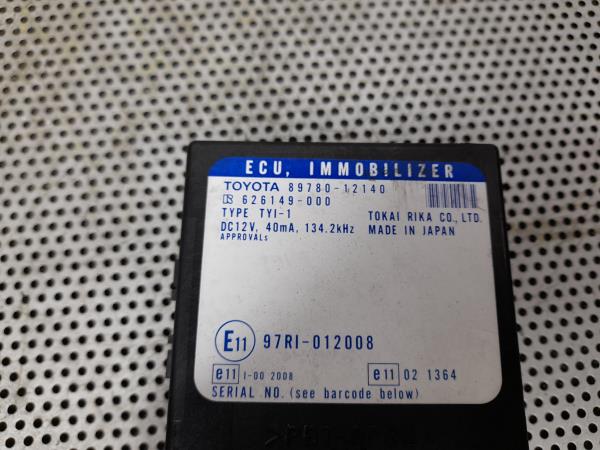 ECU, IMMOBILIZER
TOYOTA 89780-12140
626149-000
TYPE TYI-1 TOKAI RIKA CO., LTD.
DC12V, 40mA, 134.2kHz MADE IN JAPAN
APPROVALs
E11 97RI-012008
e11 I-00 2008 e11 02 1364
SERIAL NO. (see barcode below)